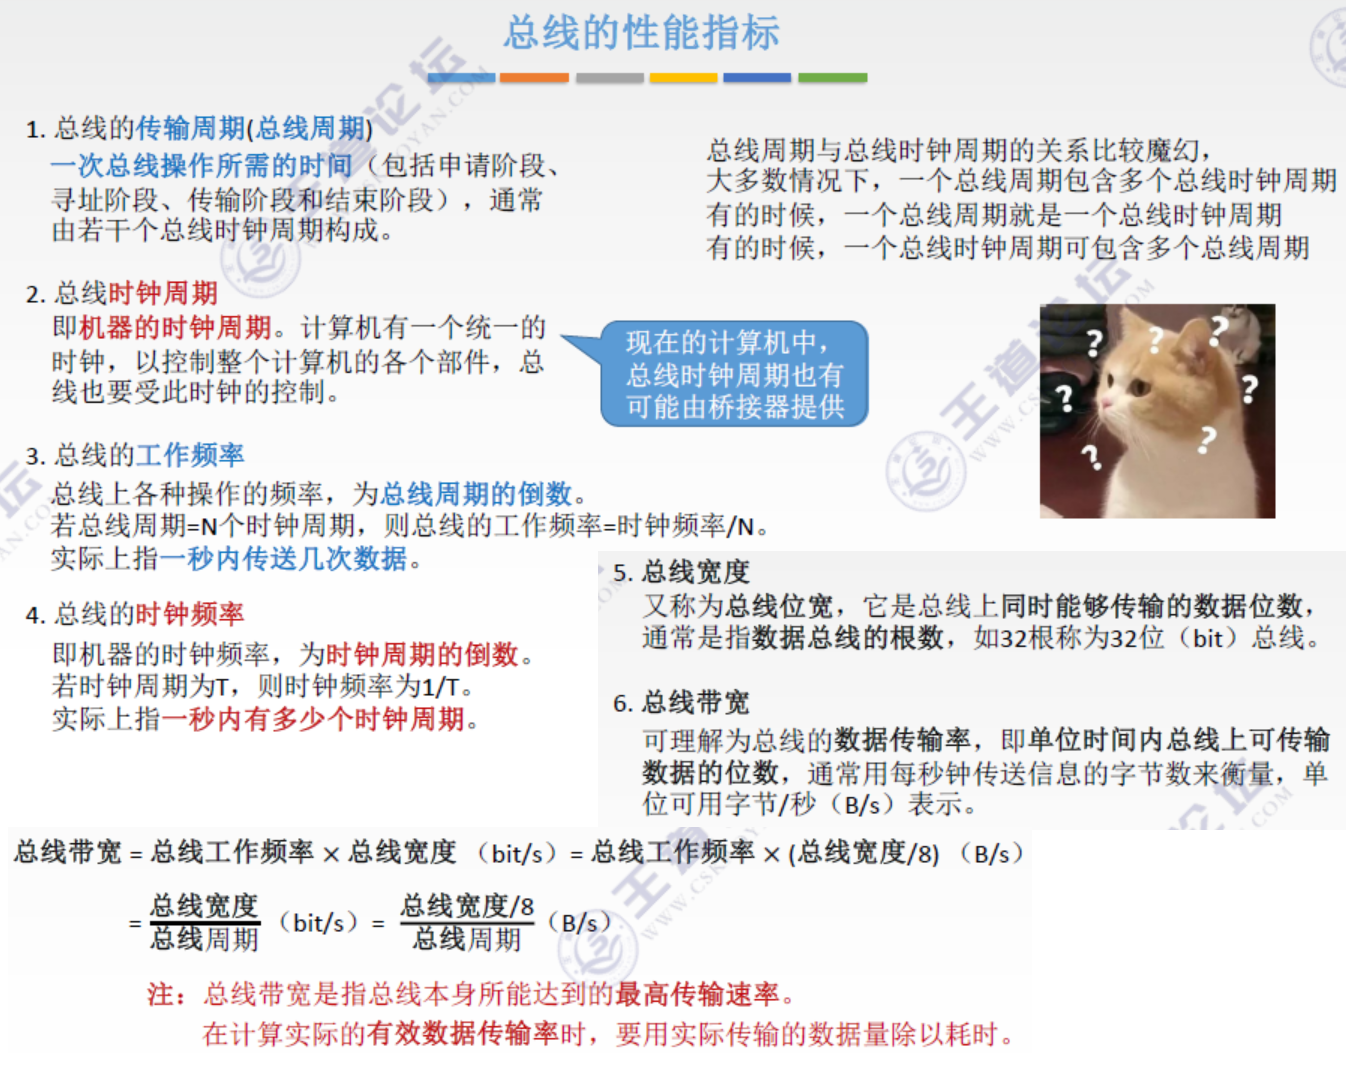 总线的性能指标
1. 总线的传输周期(总线周期)
一次总线操作所需的时间（包括申请阶段、
寻址阶段、传输阶段和结束阶段），通常
由若干个总线时钟周期构成。
总线周期与总线时钟周期的关系比较魔幻，
大多数情况下，一个总线周期包含多个总线时钟周期
有的时候，一个总线周期就是一个总线时钟周期
有的时候，一个总线时钟周期可包含多个总线周期
2. 总线时钟周期
即机器的时钟周期。计算机有一个统一的
时钟，以控制整个计算机的各个部件，总
线也要受此时钟的控制。
现在的计算机中，
总线时钟周期也有
可能由桥接器提供
? ? ? ? ? ? ?
3. 总线的工作频率
总线上各种操作的频率，为总线周期的倒数。
若总线周期=N个时钟周期，则总线的工作频率=时钟频率/N。
实际上指一秒内传送几次数据。
4. 总线的时钟频率
即机器的时钟频率，为时钟周期的倒数。
若时钟周期为T，则时钟频率为1/T。
实际上指一秒内有多少个时钟周期。
5. 总线宽度
又称为总线位宽，它是总线上同时能够传输的数据位数，
通常是指数据总线的根数，如32根称为32位（bit）总线。
6. 总线带宽
可理解为总线的数据传输率，即单位时间内总线上可传输
数据的位数，通常用每秒钟传送信息的字节数来衡量，单
位可用字节/秒（B/s）表示。
总线带宽 = 总线工作频率 × 总线宽度 （bit/s）= 总线工作频率 × (总线宽度/8) （B/s）
= 总线宽度/总线周期 （bit/s）= 总线宽度/8/总线周期 （B/s）
注：总线带宽是指总线本身所能达到的最高传输速率。
在计算实际的有效数据传输率时，要用实际传输的数据量除以耗时。
王道论坛